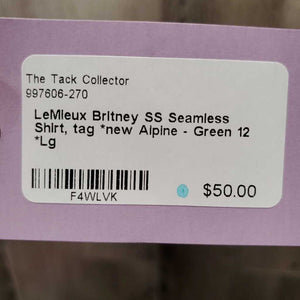 The Tack Collector
997606-270
LeMieux Britney SS Seamless
Shirt, tag *new Alpine - Green 12
*Lg
F4WLVK
$50.00